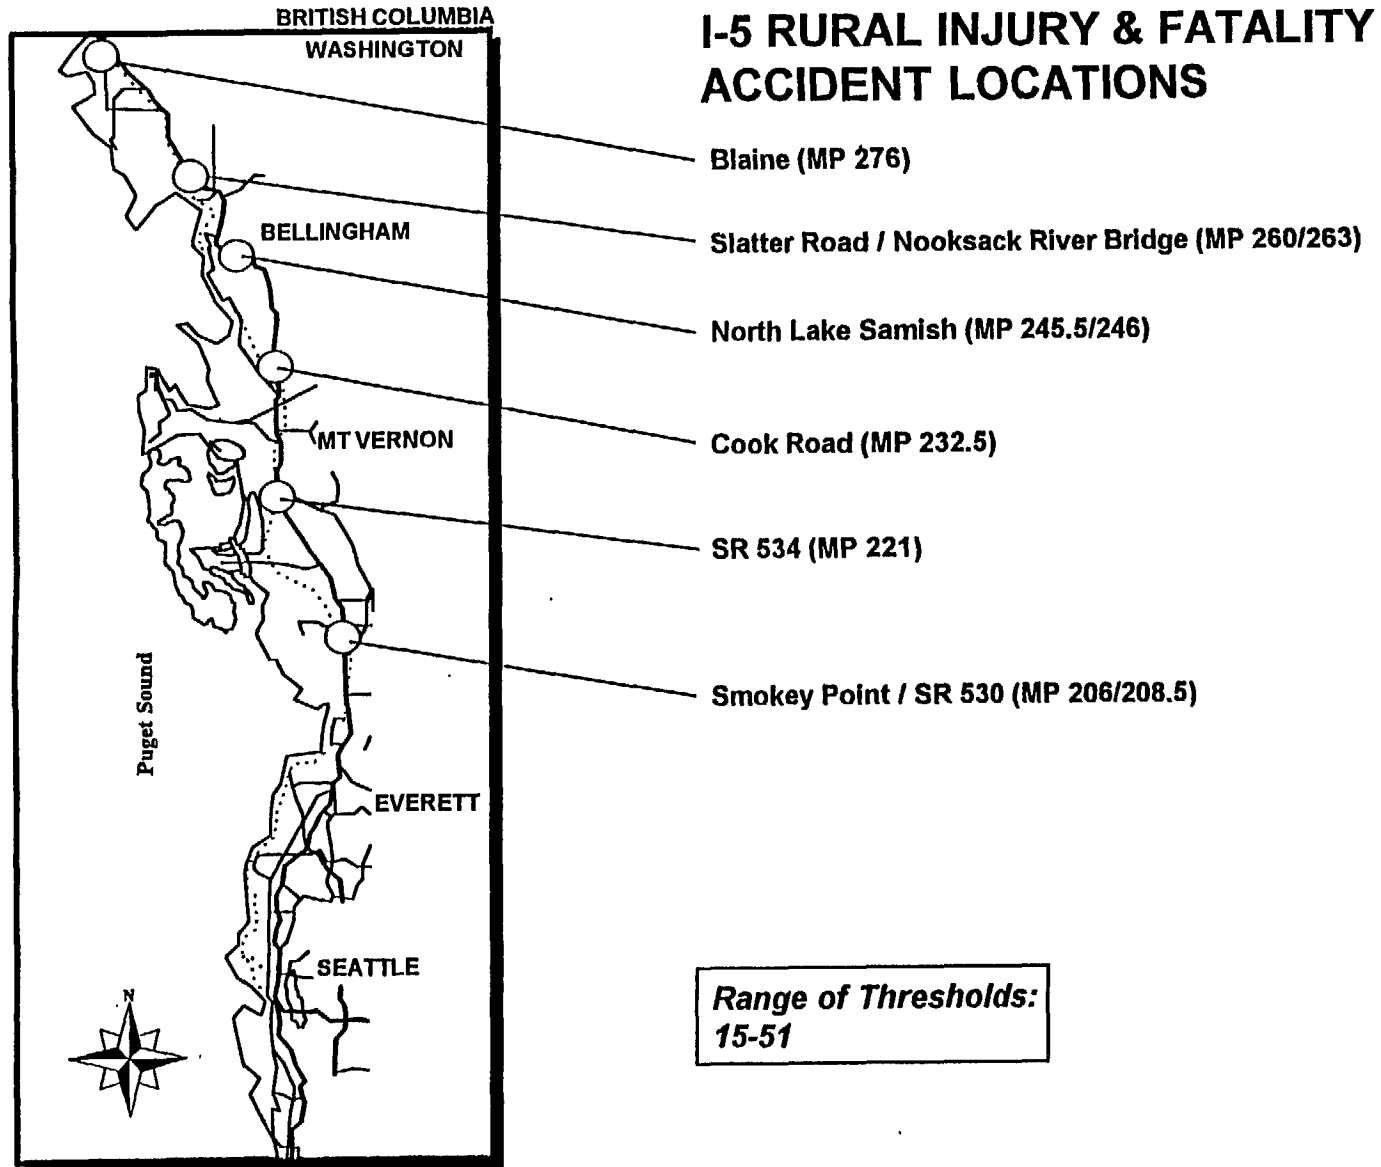 I-5 RURAL INJURY & FATALITY
ACCIDENT LOCATIONS
BRITISH COLUMBIA
WASHINGTON
Blaine (MP 276)
Slatter Road / Nooksack River Bridge (MP 260/263)
BELLINGHAM
North Lake Samish (MP 245.5/246)
MT VERNON
Cook Road (MP 232.5)
SR 534 (MP 221)
Smokey Point / SR 530 (MP 206/208.5)
Puget Sound
EVERETT
SEATTLE
N
Range of Thresholds:
15-51